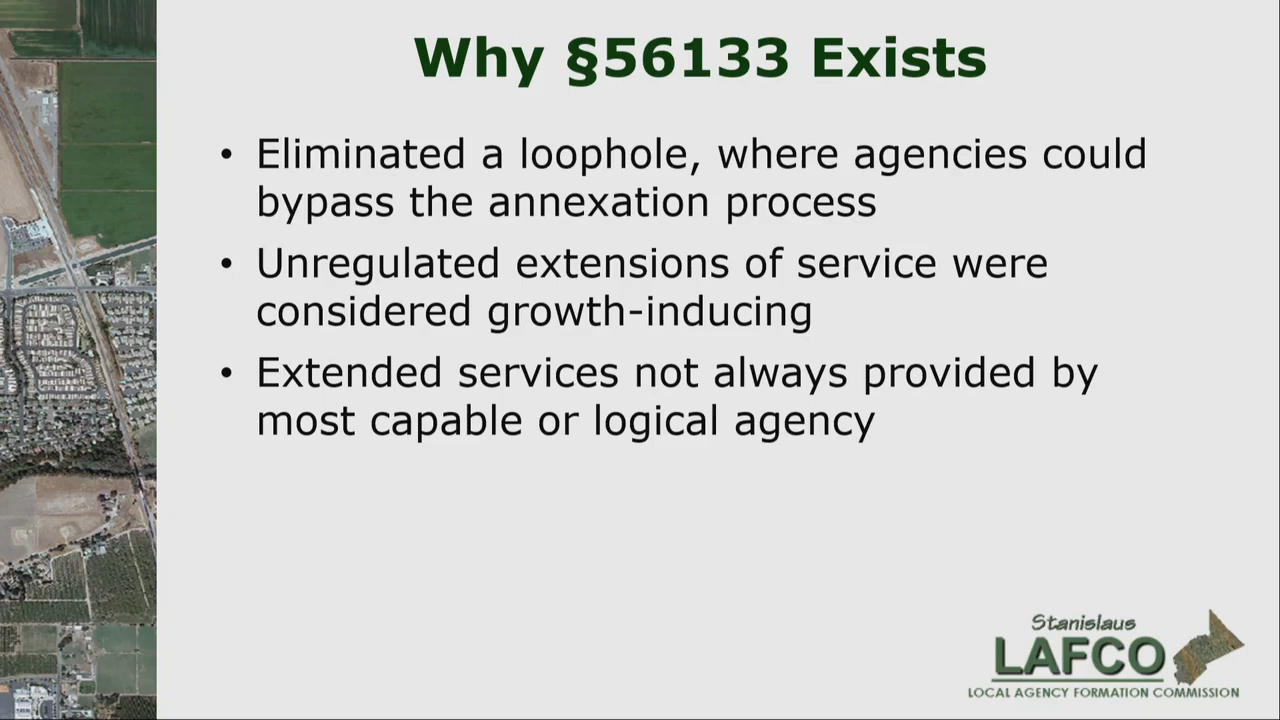 Why §56133 Exists
• Eliminated a loophole, where agencies could
bypass the annexation process
• Unregulated extensions of service were
considered growth-inducing
• Extended services not always provided by
most capable or logical agency
Stanislaus
LAFCO
LOCAL AGENCY FORMATION COMMISSION